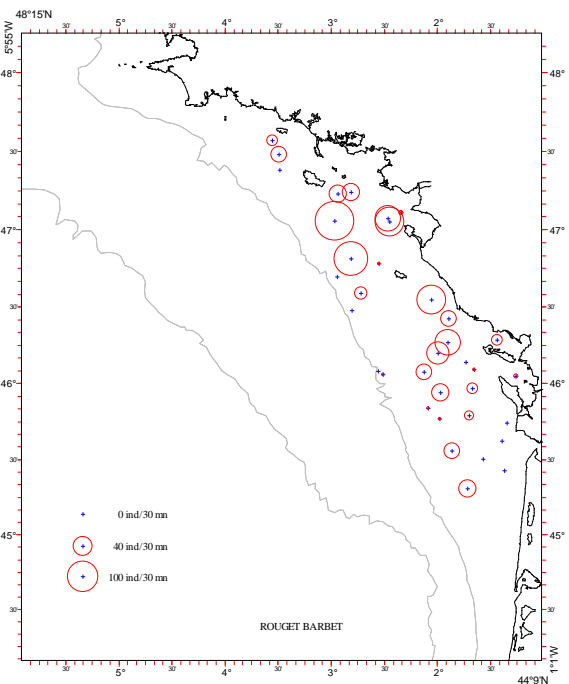 48°15'N
5° 4° 3° 2°
30' 30' 30' 30' 30'
5°55'W
48° 48°
30' 30'
47° 47°
30' 30'
46° 46°
30' 30'
0 ind/30 mn
45° 45°
40 ind/30 mn
100 ind/30 mn
30' 30'
ROUGET BARBET
30' 30' 30' 30' 30'
5° 4° 3° 2°
1°1'W
44°9'N